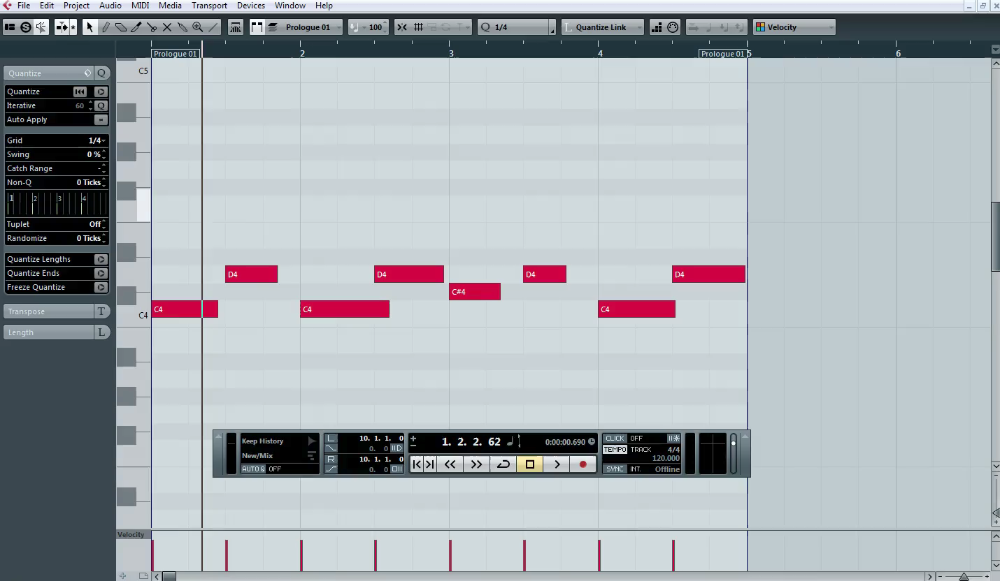 File Edit Project Audio MIDI Media Transport Devices Window Help
S Prologue 01 100 Q 1/4 L Quantize Link Velocity
Prologue 01 2 3 4 Prologue 01 5 6
Quantize Q
Quantize
Iterative 60 Q
Auto Apply
Grid 1/4
Swing 0 %
Catch Range -
Non-Q 0 Ticks
1 2 3 4
Tuplet Off
Randomize 0 Ticks
Quantize Lengths
Quantize Ends
Freeze Quantize
Transpose T
Length L
C5
D4 D4 D4 D4
C#4
C4 C4 C4 C4
Keep History
New/Mix
AUTO Q OFF
L 10. 1. 1. 0
0. 0
R 10. 1. 1. 0
0. 0
1. 2. 2. 62 0:00:00.690
CLICK OFF
TEMPO TRACK 4/4
120.000
SYNC INT. Offline
Velocity